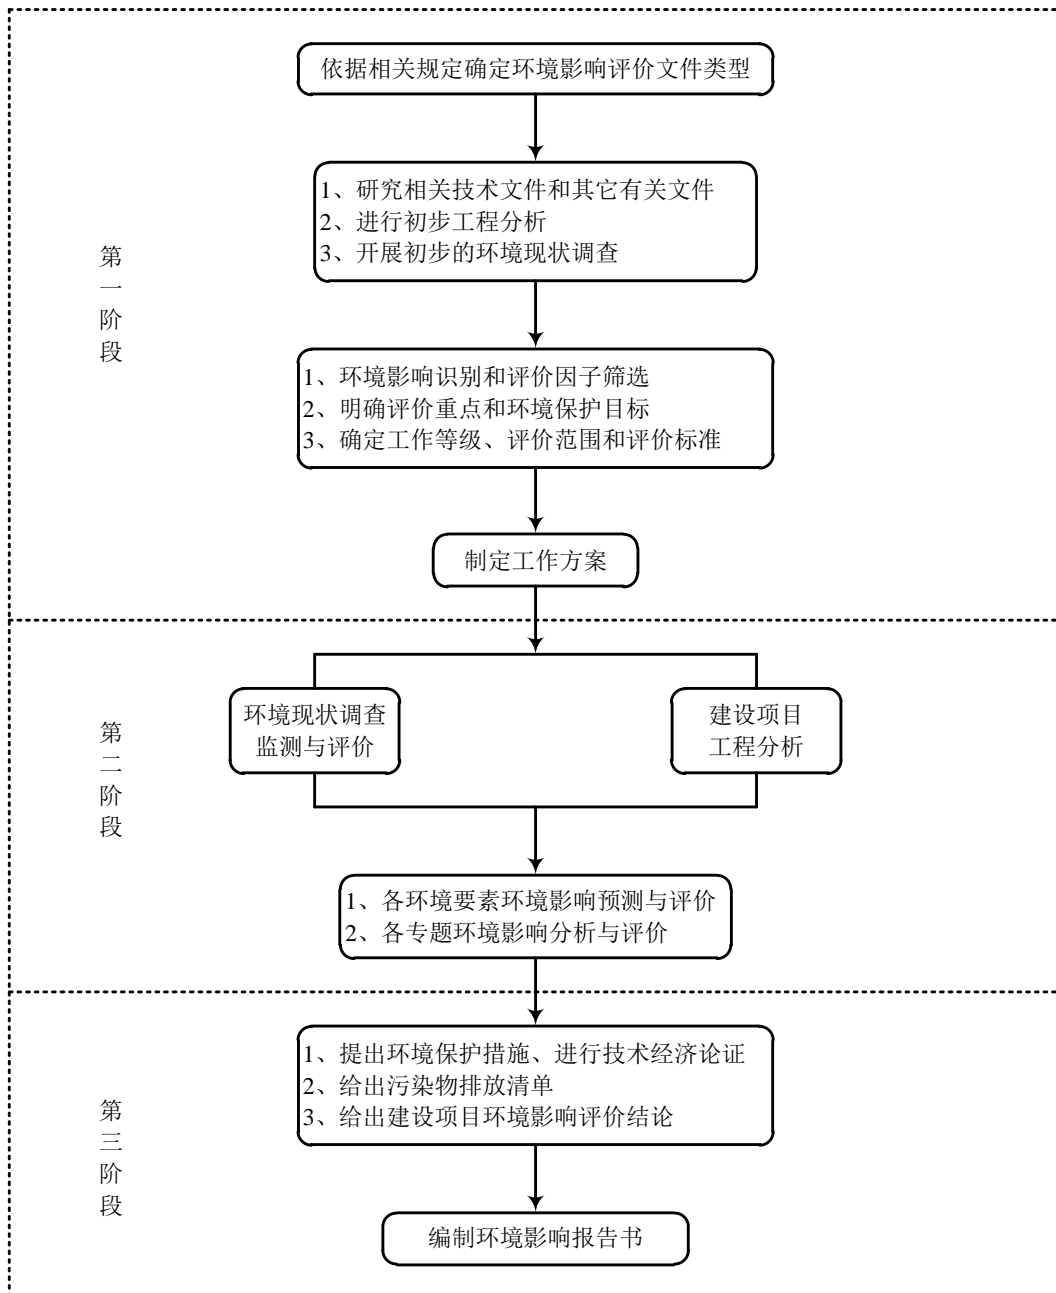 依据相关规定确定环境影响评价文件类型
1、研究相关技术文件和其它有关文件
2、进行初步工程分析
3、开展初步的环境现状调查
第
一
阶
段
1、环境影响识别和评价因子筛选
2、明确评价重点和环境保护目标
3、确定工作等级、评价范围和评价标准
制定工作方案
第
二
阶
段
环境现状调查
监测与评价
建设项目
工程分析
1、各环境要素环境影响预测与评价
2、各专题环境影响分析与评价
第
三
阶
段
1、提出环境保护措施、进行技术经济论证
2、给出污染物排放清单
3、给出建设项目环境影响评价结论
编制环境影响报告书